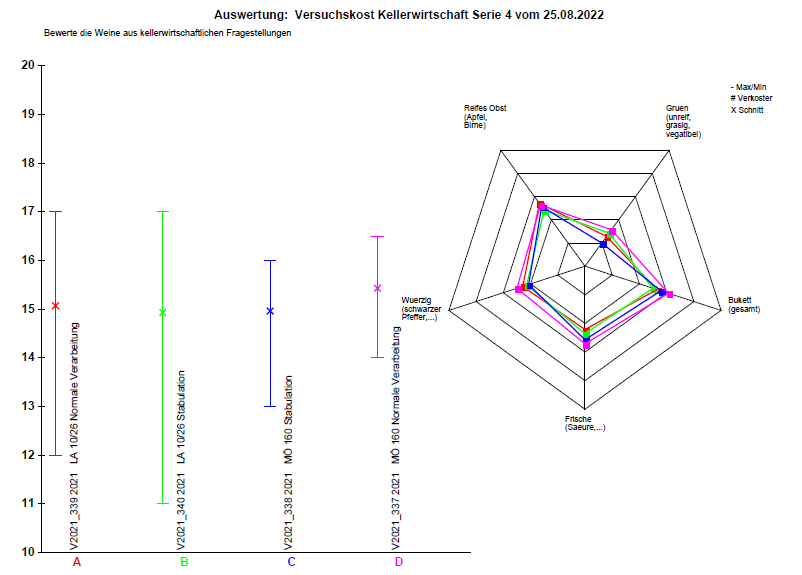 Auswertung:  Versuchskost Kellerwirtschaft Serie 4 vom 25.08.2022
Bewerte die Weine aus kellerwirtschaftlichen Fragestellungen
20
19
18
17
16
15
14
13
12
11
10
V2021_339 2021   LA 10/26 Normale Verarbeitung
V2021_340 2021   LA 10/26 Stabulation
V2021_338 2021   MÖ 160 Stabulation
V2021_337 2021   MÖ 160 Normale Verarbeitung
A
B
C
D
- Max/Min
# Verkoster
X Schnitt
Reifes Obst
(Apfel,
Birne)
Gruen
(unreif,
grasig,
vegatibel)
Wuerzig
(schwarzer
Pfeffer,...)
Bukett
(gesamt)
Frische
(Saeure,...)